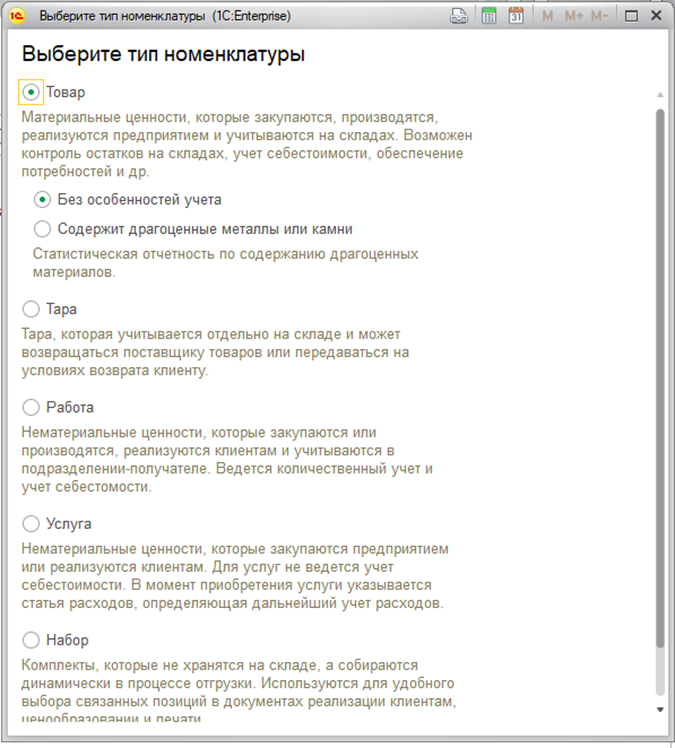 Выберите тип номенклатуры (1C:Enterprise)
M M+ M-
31
Выберите тип номенклатуры
Товар
Материальные ценности, которые закупаются, производятся,
реализуются предприятием и учитываются на складах. Возможен
контроль остатков на складах, учет себестоимости, обеспечение
потребностей и др.
Без особенностей учета
Содержит драгоценные металлы или камни
Статистическая отчетность по содержанию драгоценных
материалов.
Тара
Тара, которая учитывается отдельно на складе и может
возвращаться поставщику товаров или передаваться на
условиях возврата клиенту.
Работа
Нематериальные ценности, которые закупаются или
производятся, реализуются клиентам и учитываются в
подразделении-получателе. Ведется количественный учет и
учет себестомости.
Услуга
Нематериальные ценности, которые закупаются предприятием
или реализуются клиентам. Для услуг не ведется учет
себестоимости. В момент приобретения услуги указывается
статья расходов, определяющая дальнейший учет расходов.
Набор
Комплекты, которые не хранятся на складе, а собираются
динамически в процессе отгрузки. Используются для удобного
выбора связанных позиций в документах реализации клиентам,
ценообразовании и печати